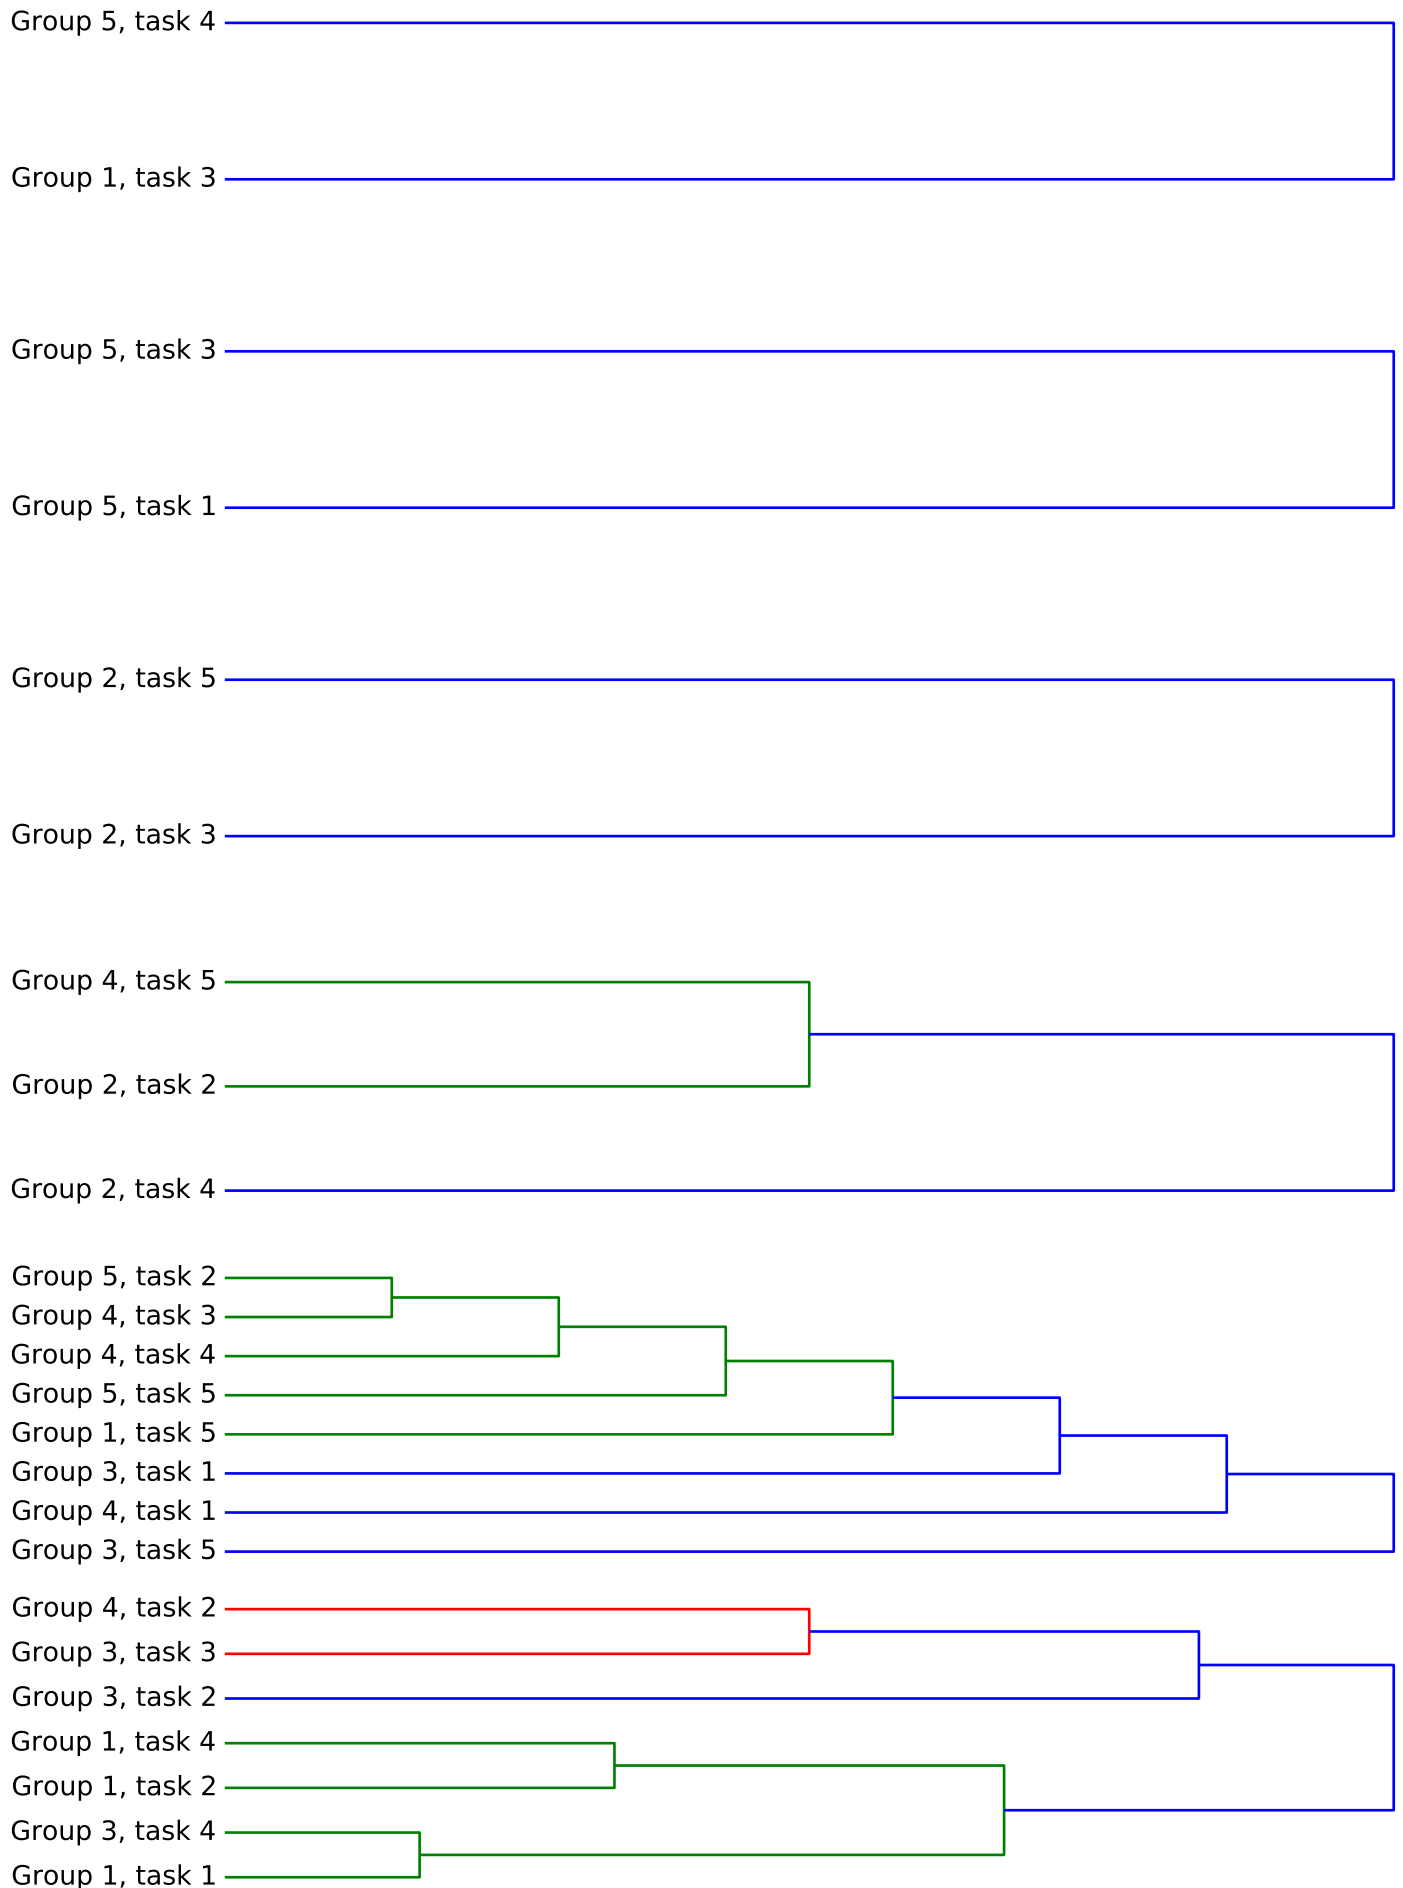 Group 5, task 4
Group 1, task 3
Group 5, task 3
Group 5, task 1
Group 2, task 5
Group 2, task 3
Group 4, task 5
Group 2, task 2
Group 2, task 4
Group 5, task 2
Group 4, task 3
Group 4, task 4
Group 5, task 5
Group 1, task 5
Group 3, task 1
Group 4, task 1
Group 3, task 5
Group 4, task 2
Group 3, task 3
Group 3, task 2
Group 1, task 4
Group 1, task 2
Group 3, task 4
Group 1, task 1